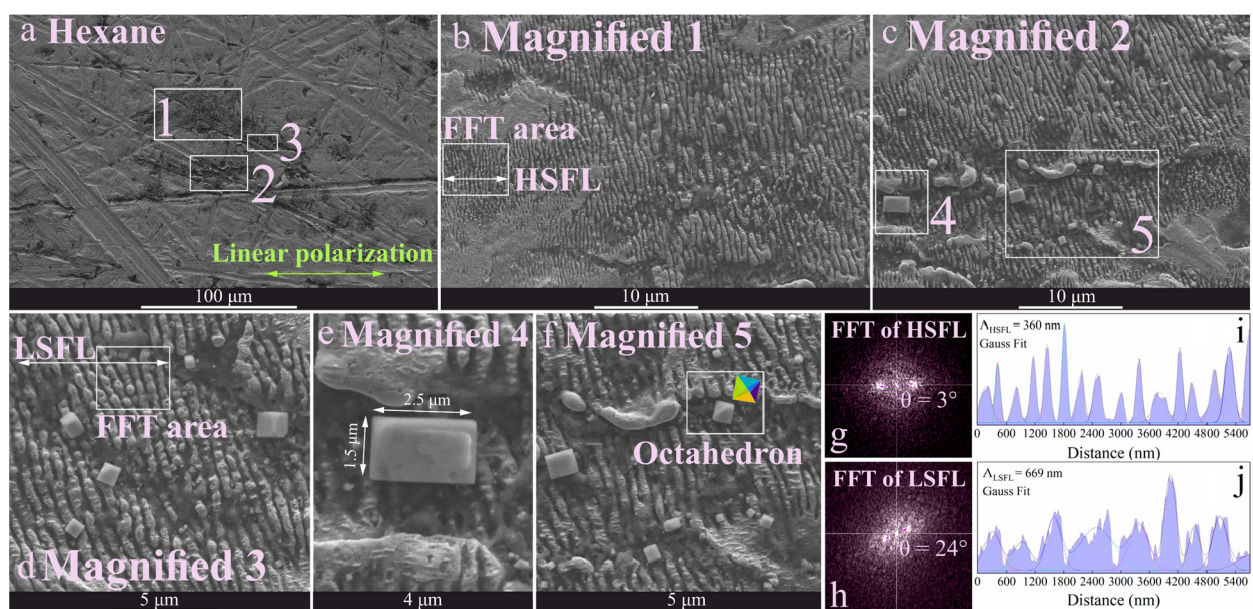 a Hexane
1
3
2
Linear polarization
100 μm
b Magnified 1
FFT area
HSFL
10 μm
c Magnified 2
4
5
10 μm
LSFL
FFT area
d Magnified 3
5 μm
e Magnified 4
2.5 μm
1.5 μm
4 μm
f Magnified 5
Octahedron
5 μm
FFT of HSFL
θ = 3°
g
FFT of LSFL
θ = 24°
h
ΛHSFL = 360 nm
Gauss Fit
i
0 600 1200 1800 2400 3000 3600 4200 4800 5400
Distance (nm)
ΛLSFL = 669 nm
Gauss Fit
j
0 600 1200 1800 2400 3000 3600 4200 4800 5400
Distance (nm)